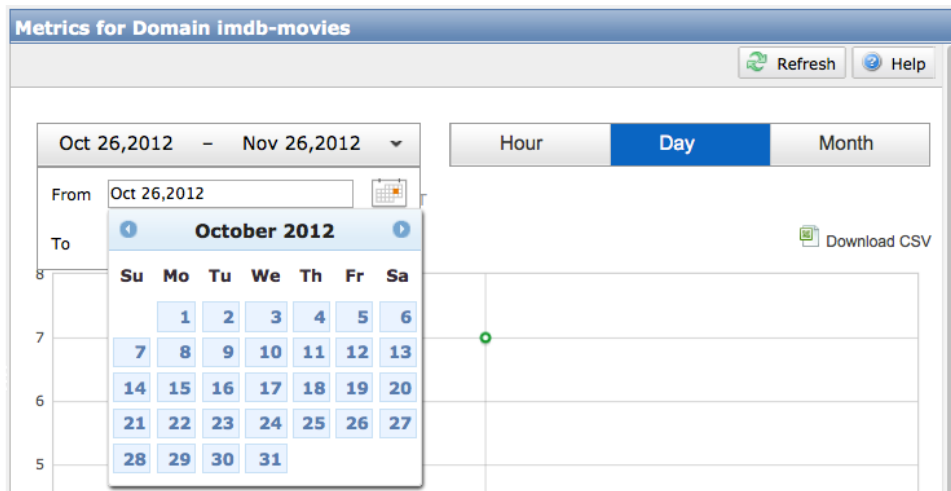 Metrics for Domain imdb-movies
Refresh Help
Oct 26,2012 – Nov 26,2012 Hour Day Month
From Oct 26,2012
T
October 2012
To
Download CSV
Su Mo Tu We Th Fr Sa
8
1 2 3 4 5 6
7
7 8 9 10 11 12 13
14 15 16 17 18 19 20
6
21 22 23 24 25 26 27
28 29 30 31
5